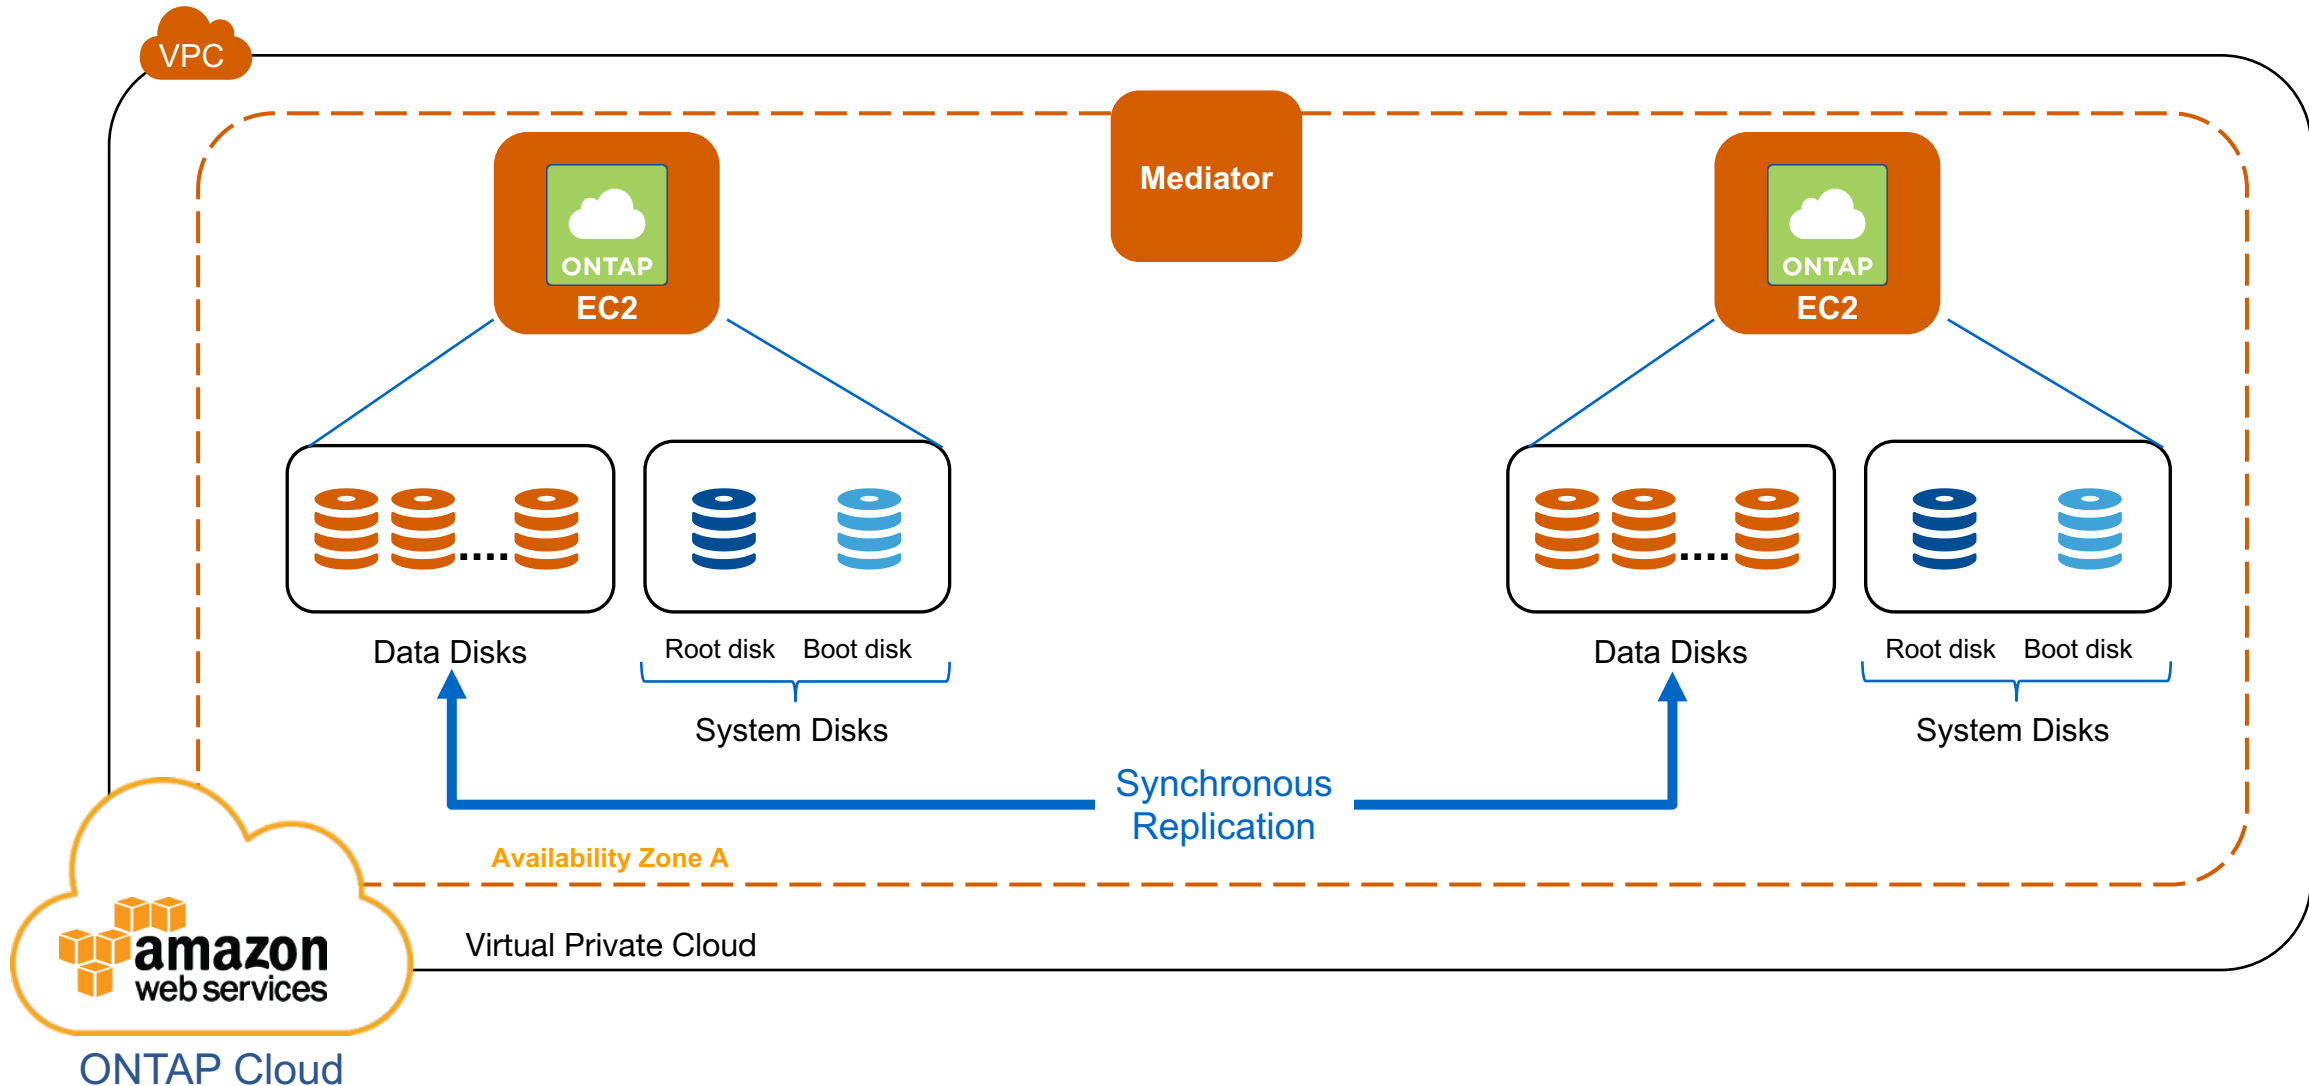 VPC
Mediator
ONTAP
EC2
ONTAP
EC2
....
....
Data Disks
Root disk
Boot disk
System Disks
Data Disks
Root disk
Boot disk
System Disks
Synchronous
Replication
Availability Zone A
Virtual Private Cloud
amazon
web services
ONTAP Cloud